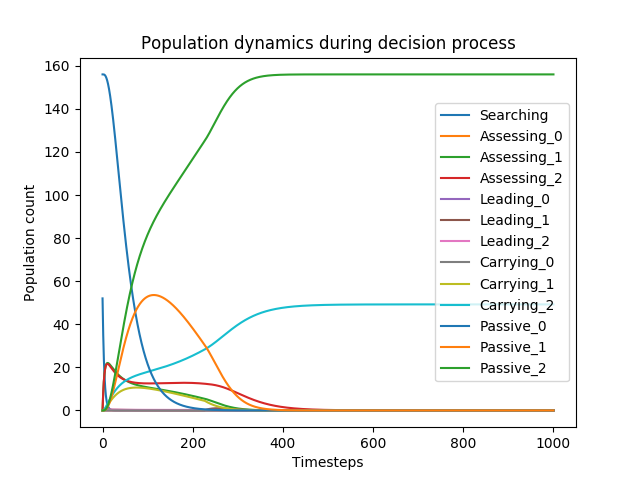 Population dynamics during decision process
Population count
160
140
120
100
80
60
40
20
0
Searching
Assessing_0
Assessing_1
Assessing_2
Leading_0
Leading_1
Leading_2
Carrying_0
Carrying_1
Carrying_2
Passive_0
Passive_1
Passive_2
0 200 400 600 800 1000
Timesteps